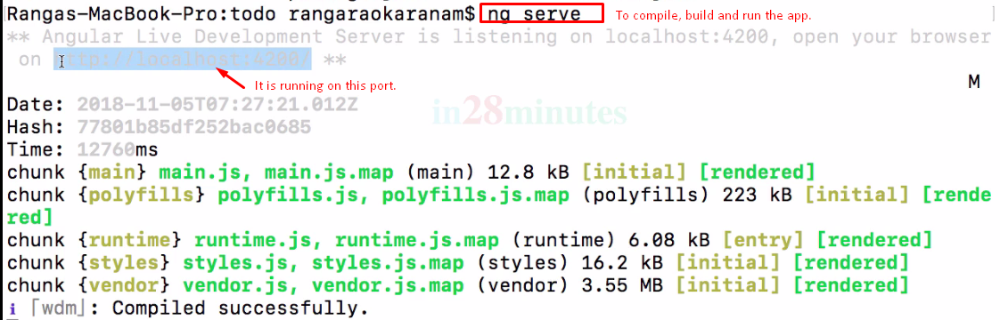 Rangas-MacBook-Pro:todo rangaraokaranam$ ng serve
To compile, build and run the app.
** Angular Live Development Server is listening on localhost:4200, open your browser
on http://localhost:4200/ **
It is running on this port.
M
Date: 2018-11-05T07:27:21.012Z
in28minutes
Hash: 77801b85df252bac0685
Time: 12760ms
chunk {main} main.js, main.js.map (main) 12.8 kB [initial] [rendered]
chunk {polyfills} polyfills.js, polyfills.js.map (polyfills) 223 kB [initial] [rende
red]
chunk {runtime} runtime.js, runtime.js.map (runtime) 6.08 kB [entry] [rendered]
chunk {styles} styles.js, styles.js.map (styles) 16.2 kB [initial] [rendered]
chunk {vendor} vendor.js, vendor.js.map (vendor) 3.55 MB [initial] [rendered]
ℹ ｢wdm｣: Compiled successfully.